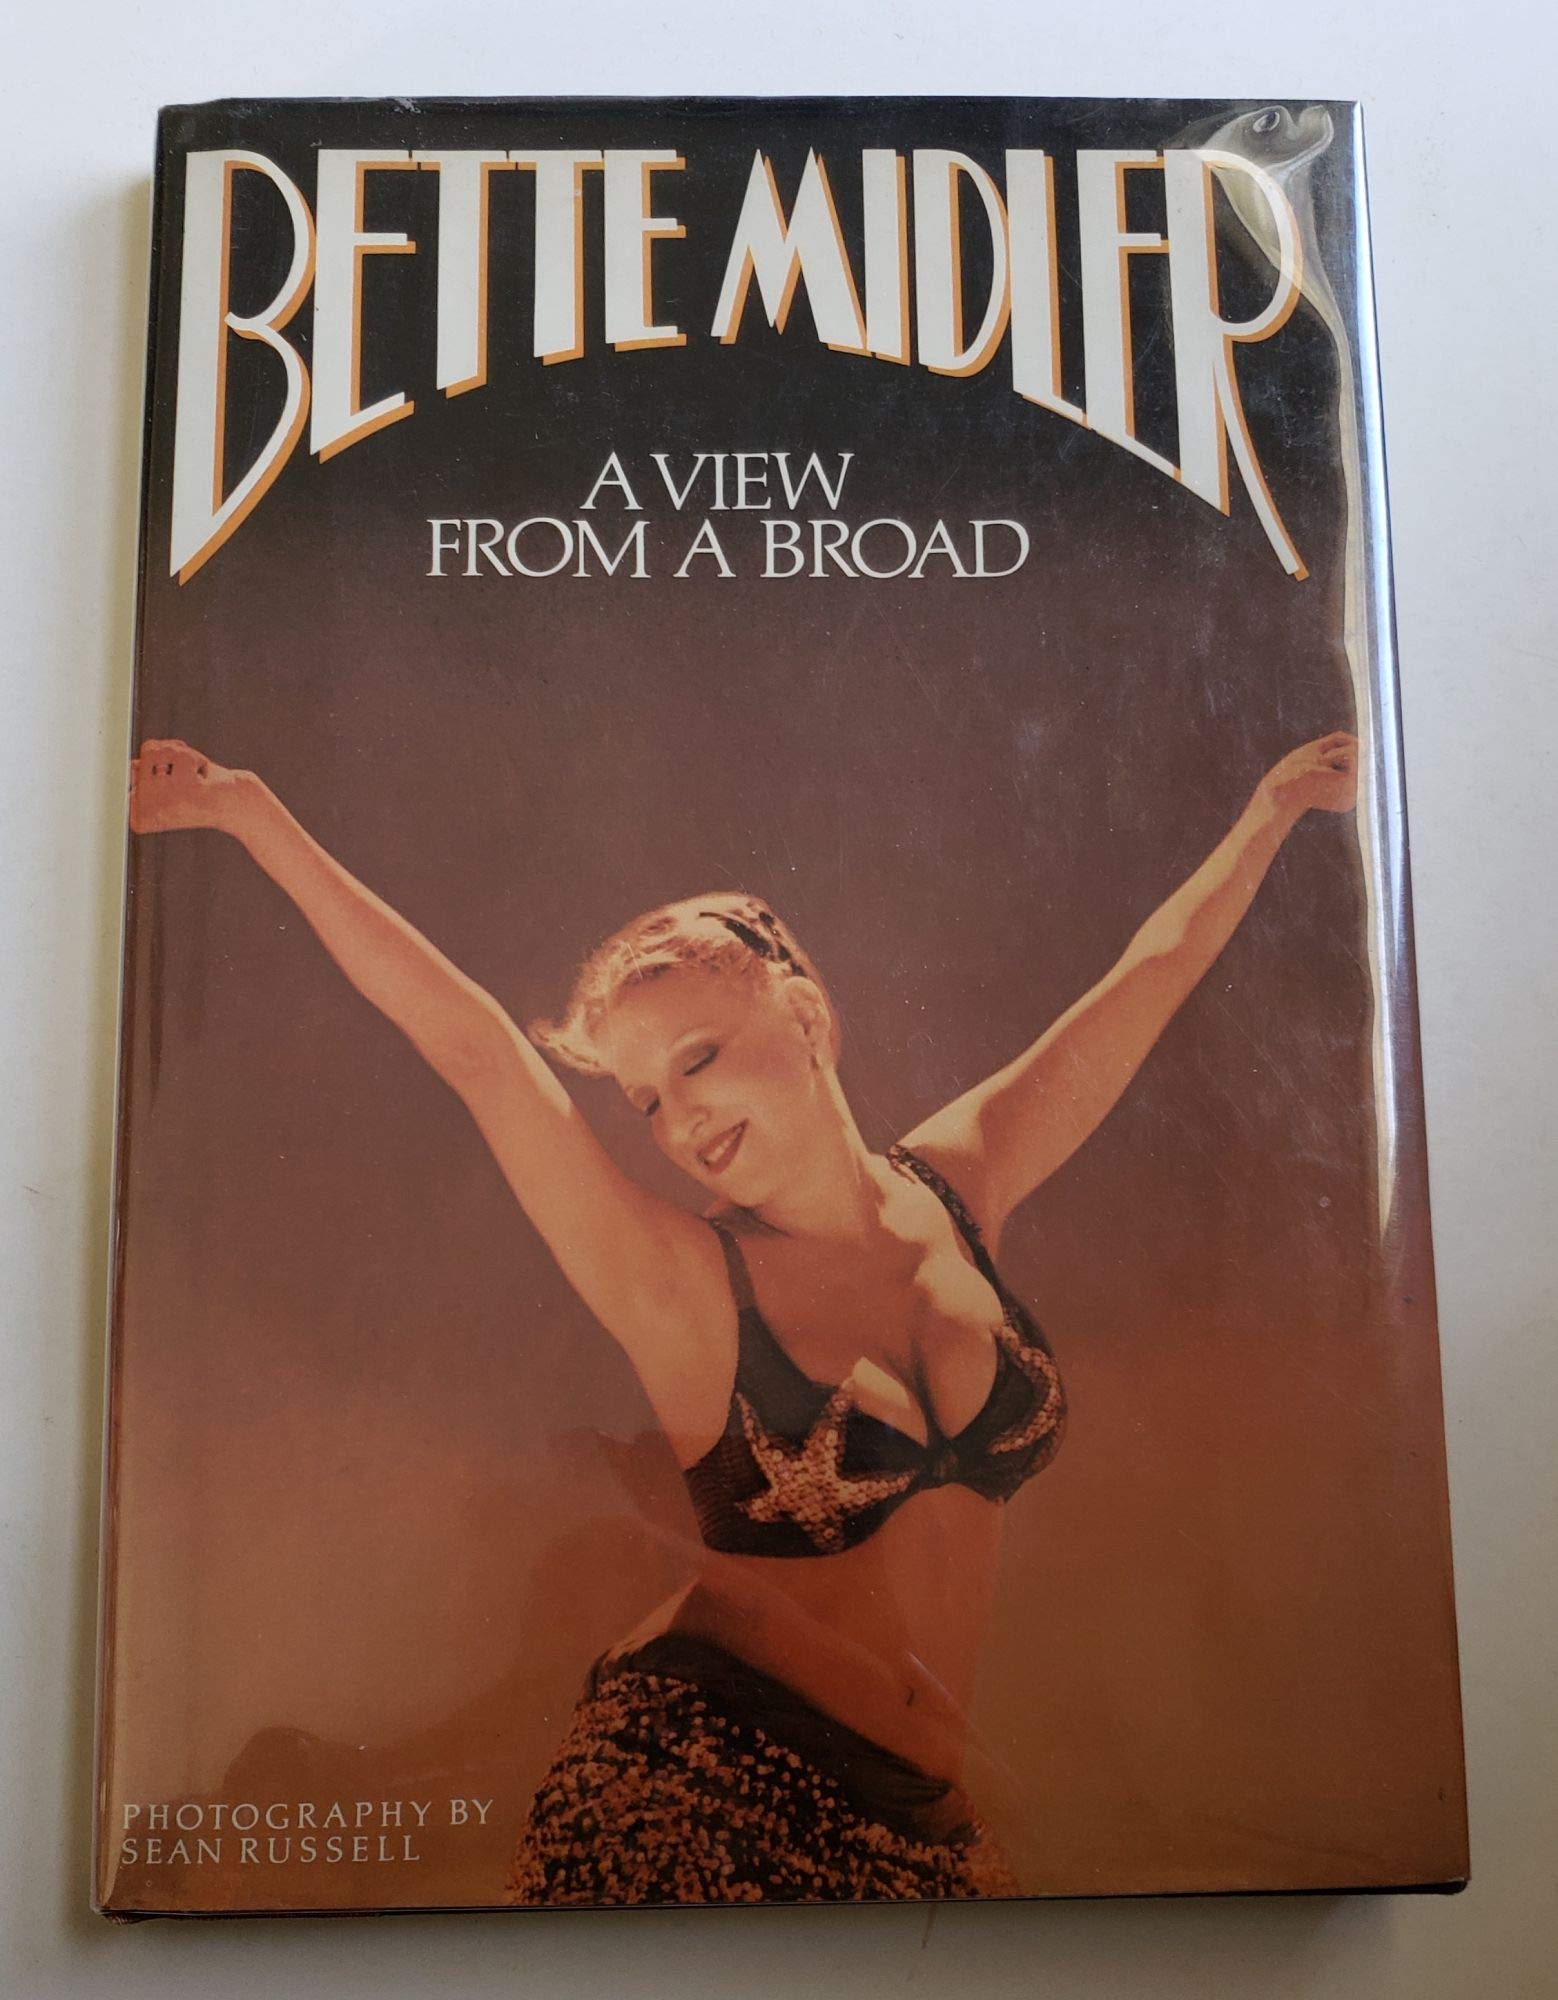 BETTE MIDLER
A VIEW
FROM A BROAD
PHOTOGRAPHY BY
SEAN RUSSELL